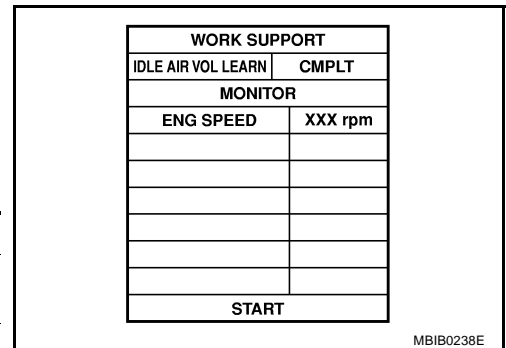 WORK SUPPORT
IDLE AIR VOL LEARN CMPLT
MONITOR
ENG SPEED XXX rpm
START
MBIB0238E